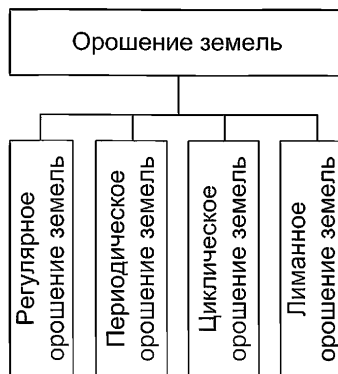 Орошение земель
Регулярное
орошение земель
Периодическое
орошение земель
Циклическое
орошение земель
Лиманное
орошение земель